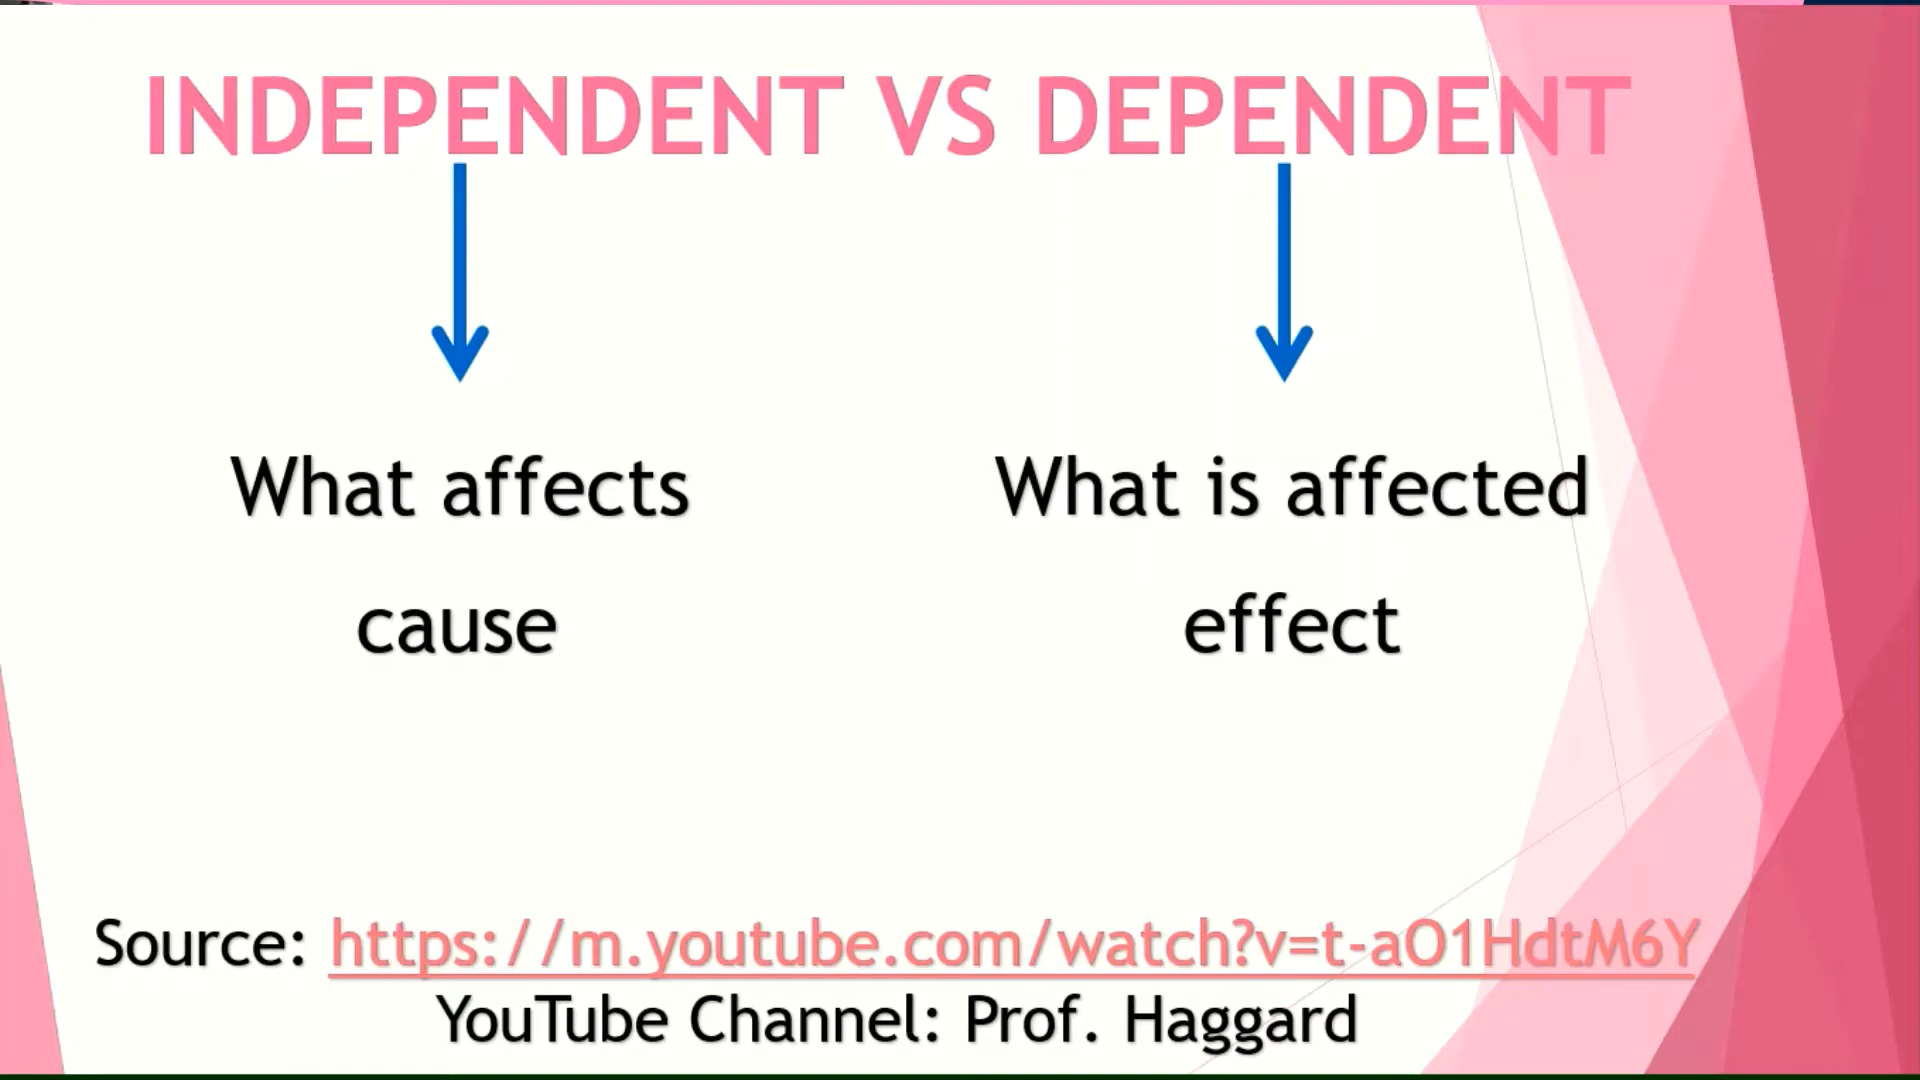 INDEPENDENT VS DEPENDENT
What affects
What is affected
cause
effect
Source: https://m.youtube.com/watch?v=t-aO1HdtM6Y
YouTube Channel: Prof. Haggard